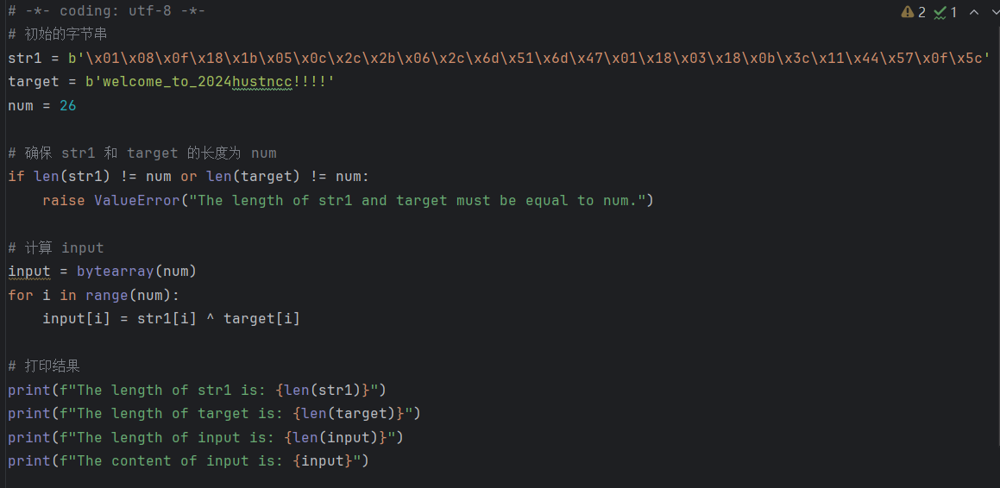 # -*- coding: utf-8 -*-
2 1
# 初始的字节串
str1 = b'\x01\x08\x0f\x18\x1b\x05\x0c\x2c\x2b\x06\x2c\x6d\x51\x6d\x47\x01\x18\x03\x18\x0b\x3c\x11\x44\x57\x0f\x5c'
target = b'welcome_to_2024hustncc!!!!'
num = 26
# 确保 str1 和 target 的长度为 num
if len(str1) != num or len(target) != num:
    raise ValueError("The length of str1 and target must be equal to num.")
# 计算 input
input = bytearray(num)
for i in range(num):
    input[i] = str1[i] ^ target[i]
# 打印结果
print(f"The length of str1 is: {len(str1)}")
print(f"The length of target is: {len(target)}")
print(f"The length of input is: {len(input)}")
print(f"The content of input is: {input}")